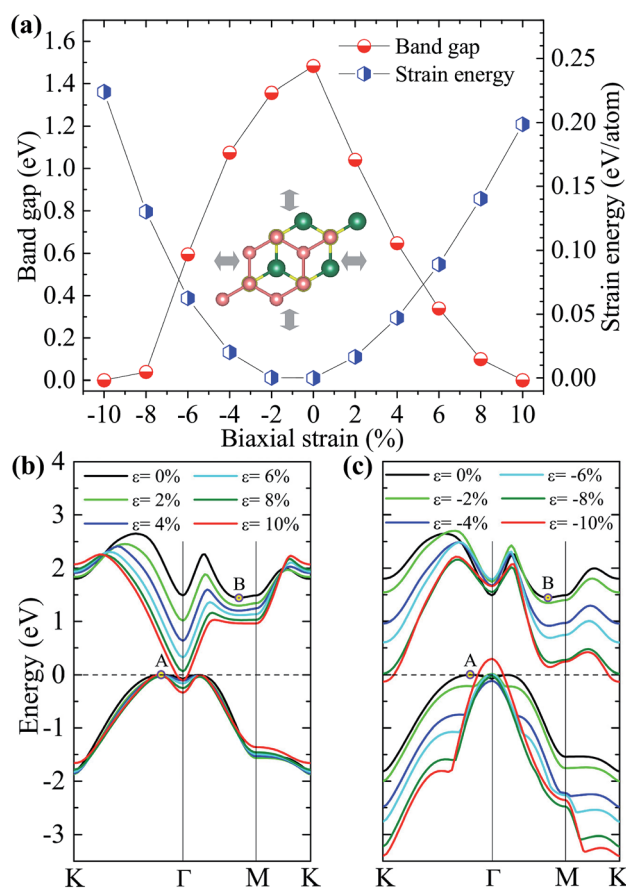 (a)
Band gap
Strain energy
Band gap (eV)
1.6
1.4
1.2
1.0
0.8
0.6
0.4
0.2
0.0
Strain energy (eV/atom)
0.25
0.20
0.15
0.10
0.05
0.00
-10 -8 -6 -4 -2 0 2 4 6 8 10
Biaxial strain (%)
(b)
ε= 0% ε= 6%
ε= 2% ε= 8%
ε= 4% ε= 10%
B
A
Energy (eV)
4
3
2
1
0
-1
-2
-3
K Γ M K
(c)
ε= 0% ε= -6%
ε= -2% ε= -8%
ε= -4% ε= -10%
B
A
K Γ M K